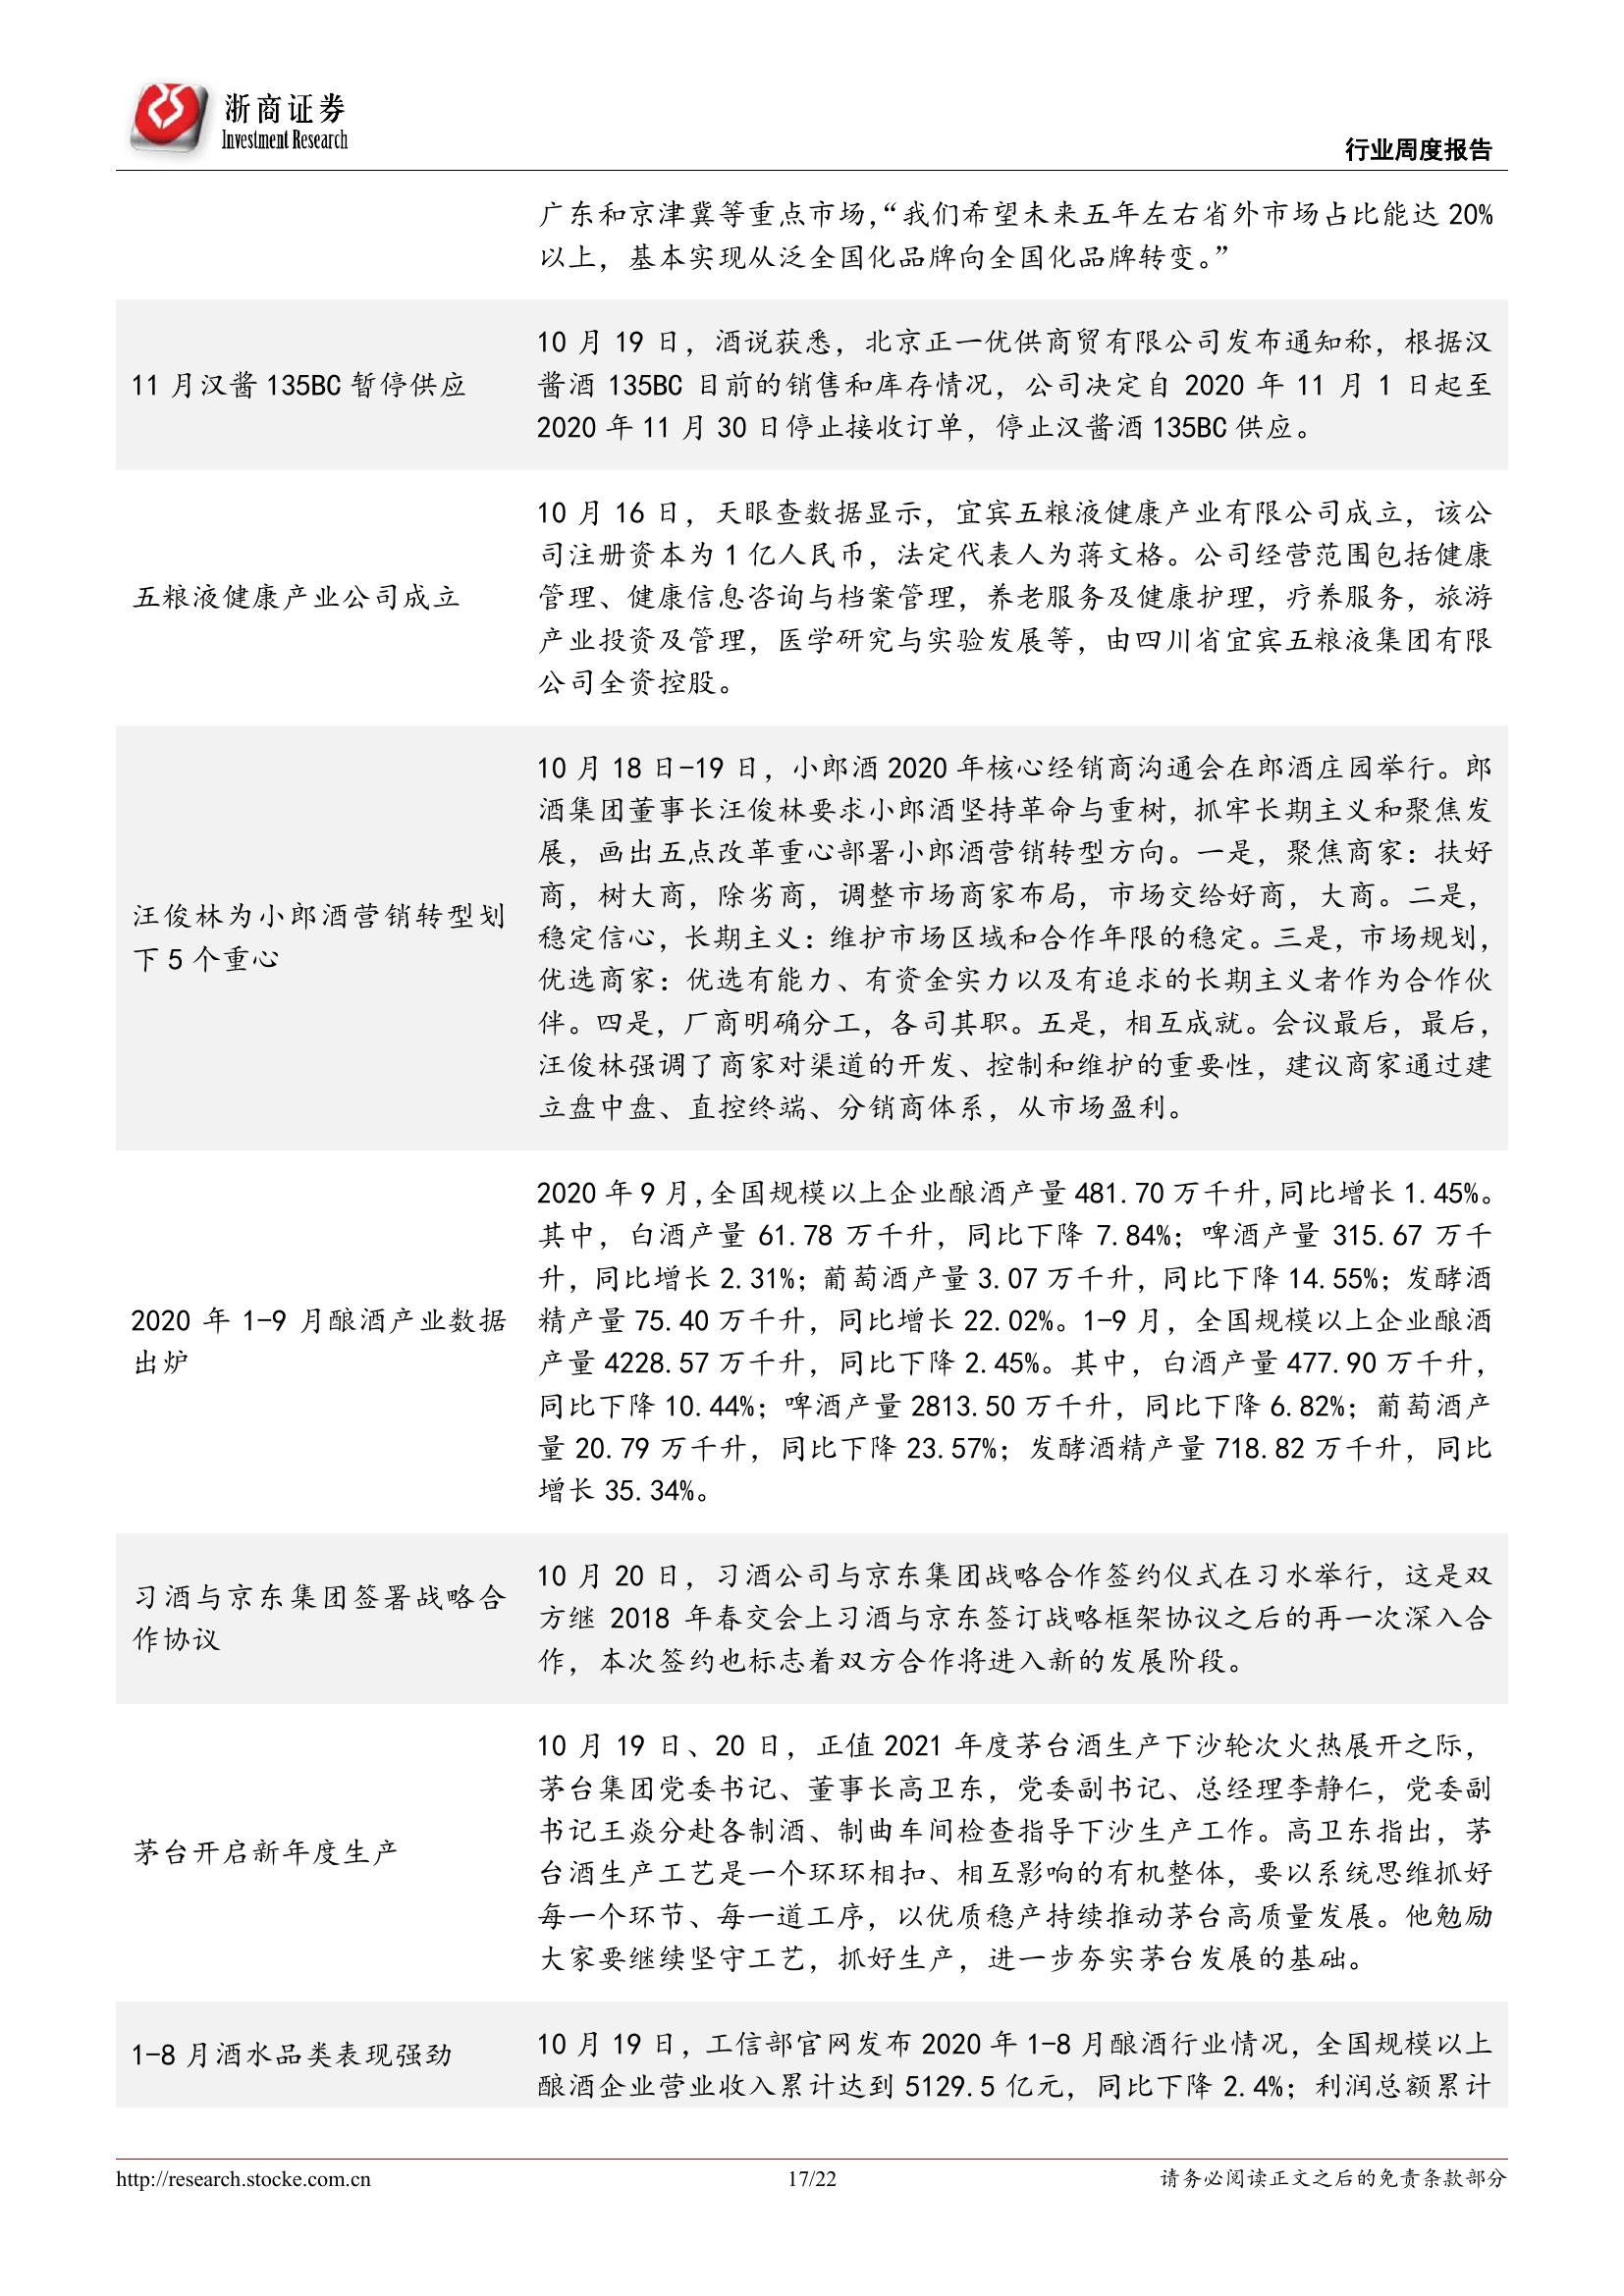 浙商证券
Investment Research
行业周度报告
广东和京津冀等重点市场，“我们希望未来五年左右省外市场占比能达 20%
以上，基本实现从泛全国化品牌向全国化品牌转变。”
11 月汉酱 135BC 暂停供应
10 月 19 日，酒说获悉，北京正一优供商贸有限公司发布通知称，根据汉
酱酒 135BC 目前的销售和库存情况，公司决定自 2020 年 11 月 1 日起至
2020 年 11 月 30 日停止接收订单，停止汉酱酒 135BC 供应。
五粮液健康产业公司成立
10 月 16 日，天眼查数据显示，宜宾五粮液健康产业有限公司成立，该公
司注册资本为 1 亿人民币，法定代表人为蒋文格。公司经营范围包括健康
管理、健康信息咨询与档案管理，养老服务及健康护理，疗养服务，旅游
产业投资及管理，医学研究与实验发展等，由四川省宜宾五粮液集团有限
公司全资控股。
汪俊林为小郎酒营销转型划
下 5 个重心
10 月 18 日-19 日，小郎酒 2020 年核心经销商沟通会在郎酒庄园举行。郎
酒集团董事长汪俊林要求小郎酒坚持革命与重树，抓牢长期主义和聚焦发
展，画出五点改革重心部署小郎酒营销转型方向。一是，聚焦商家：扶好
商，树大商，除劣商，调整市场商家布局，市场交给好商，大商。二是，
稳定信心，长期主义：维护市场区域和合作年限的稳定。三是，市场规划，
优选商家：优选有能力、有资金实力以及有追求的长期主义者作为合作伙
伴。四是，厂商明确分工，各司其职。五是，相互成就。会议最后，最后，
汪俊林强调了商家对渠道的开发、控制和维护的重要性，建议商家通过建
立盘中盘、直控终端、分销商体系，从市场盈利。
2020 年 1-9 月酿酒产业数据
出炉
2020 年 9 月，全国规模以上企业酿酒产量 481.70 万千升，同比增长 1.45%。
其中，白酒产量 61.78 万千升，同比下降 7.84%；啤酒产量 315.67 万千
升，同比增长 2.31%；葡萄酒产量 3.07 万千升，同比下降 14.55%；发酵酒
精产量 75.40 万千升，同比增长 22.02%。1-9 月，全国规模以上企业酿酒
产量 4228.57 万千升，同比下降 2.45%。其中，白酒产量 477.90 万千升，
同比下降 10.44%；啤酒产量 2813.50 万千升，同比下降 6.82%；葡萄酒产
量 20.79 万千升，同比下降 23.57%；发酵酒精产量 718.82 万千升，同比
增长 35.34%。
习酒与京东集团签署战略合
作协议
10 月 20 日，习酒公司与京东集团战略合作签约仪式在习水举行，这是双
方继 2018 年春交会上习酒与京东签订战略框架协议之后的再一次深入合
作，本次签约也标志着双方合作将进入新的发展阶段。
茅台开启新年度生产
10 月 19 日、20 日，正值 2021 年度茅台酒生产下沙轮次火热展开之际，
茅台集团党委书记、董事长高卫东，党委副书记、总经理李静仁，党委副
书记王焱分赴各制酒、制曲车间检查指导下沙生产工作。高卫东指出，茅
台酒生产工艺是一个环环相扣、相互影响的有机整体，要以系统思维抓好
每一个环节、每一道工序，以优质稳产持续推动茅台高质量发展。他勉励
大家要继续坚守工艺，抓好生产，进一步夯实茅台发展的基础。
1-8 月酒水品类表现强劲
10 月 19 日，工信部官网发布 2020 年 1-8 月酿酒行业情况，全国规模以上
酿酒企业营业收入累计达到 5129.5 亿元，同比下降 2.4%；利润总额累计
http://research.stocke.com.cn
17/22
请务必阅读正文之后的免责条款部分